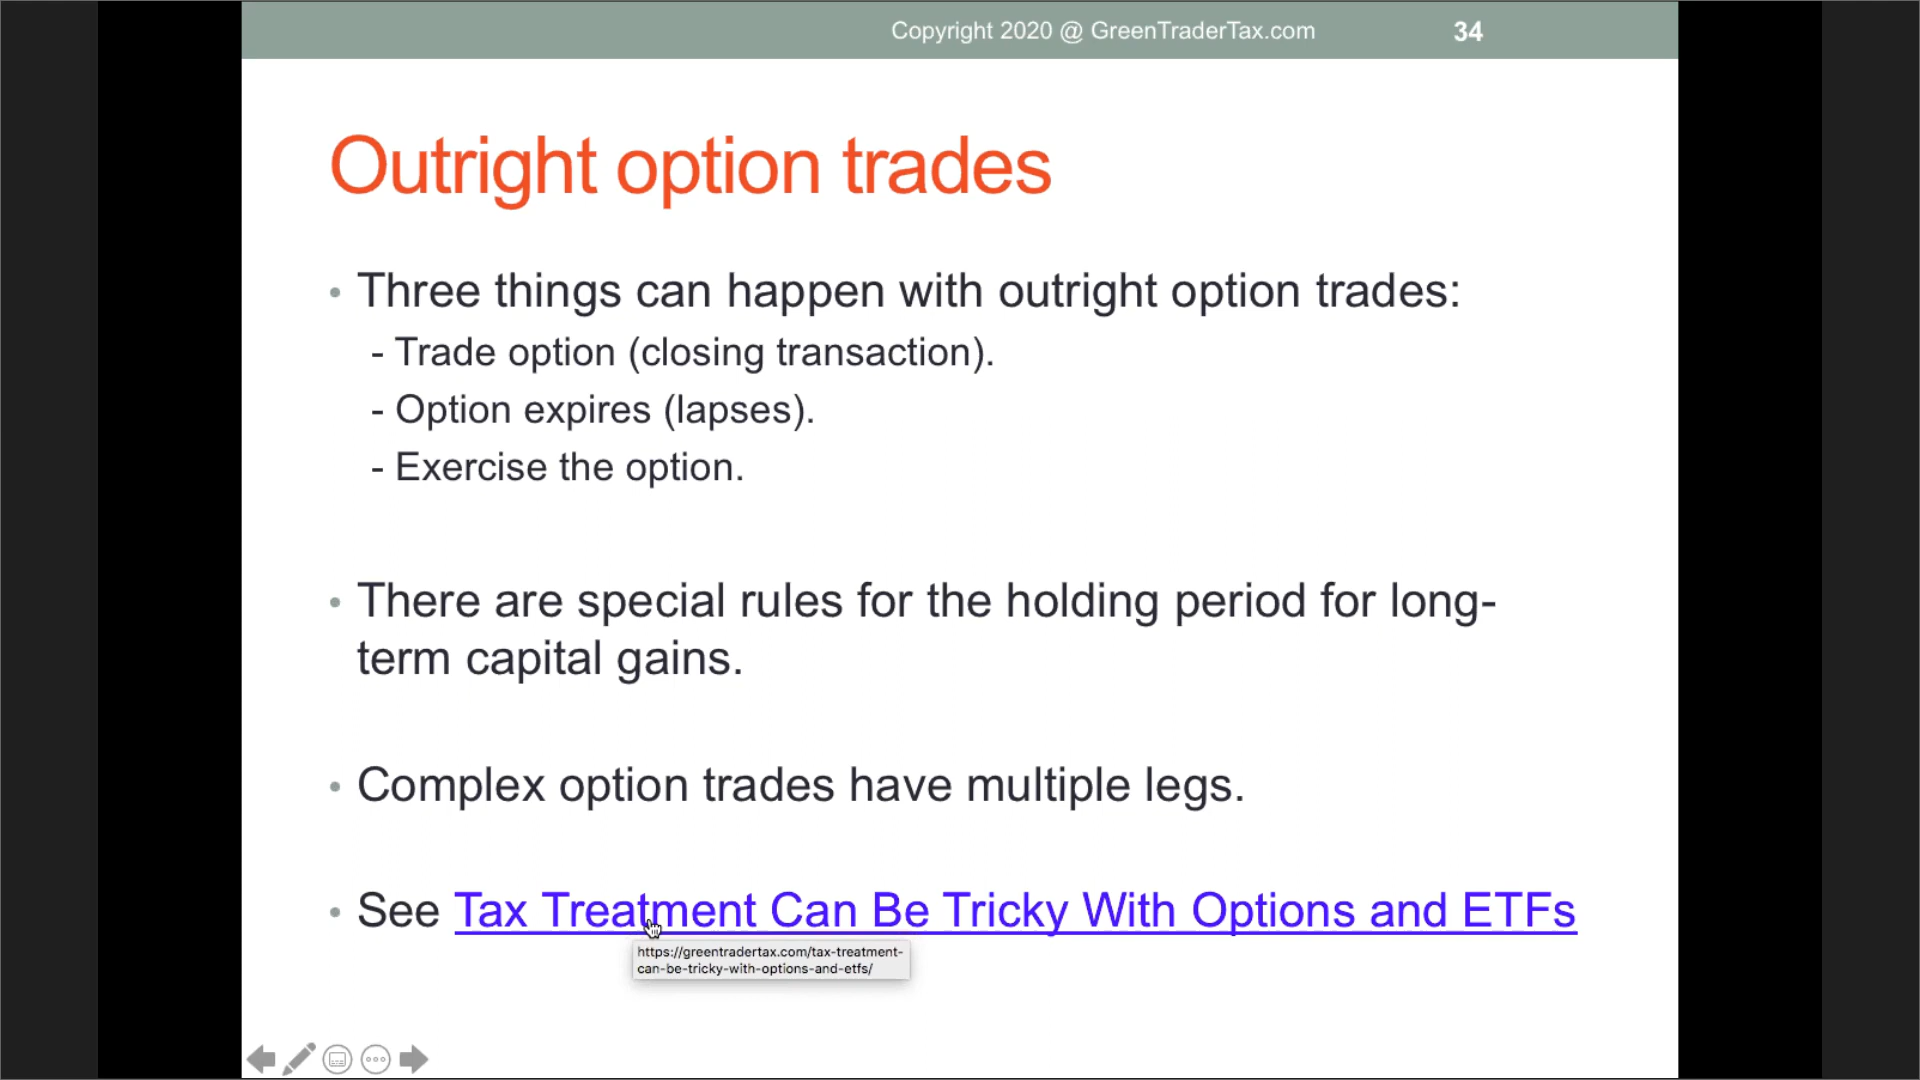 Copyright 2020 @ GreenTraderTax.com 34
Outright option trades
• Three things can happen with outright option trades:
- Trade option (closing transaction).
- Option expires (lapses).
- Exercise the option.
• There are special rules for the holding period for long-
term capital gains.
• Complex option trades have multiple legs.
• See Tax Treatment Can Be Tricky With Options and ETFs
https://greentradertax.com/tax-treatment-
can-be-tricky-with-options-and-etfs/